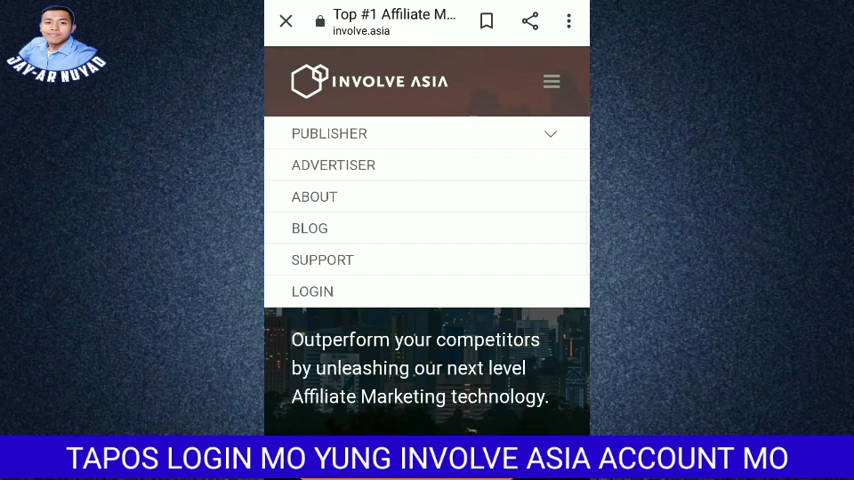 JAY-AR NUYAD
Top #1 Affiliate M...
involve.asia
INVOLVE ASIA
PUBLISHER
ADVERTISER
ABOUT
BLOG
SUPPORT
LOGIN
Outperform your competitors
by unleashing our next level
Affiliate Marketing technology.
TAPOS LOGIN MO YUNG INVOLVE ASIA ACCOUNT MO